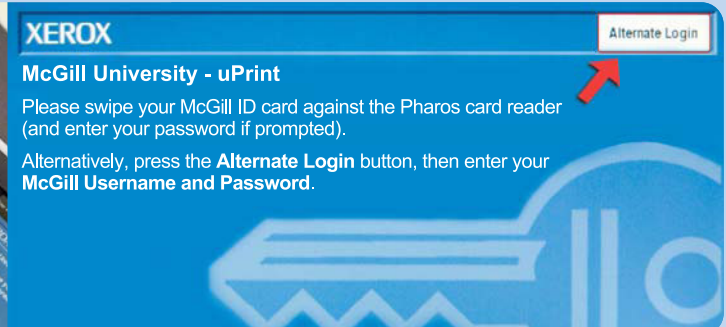 XEROX
Alternate Login
McGill University - uPrint
Please swipe your McGill ID card against the Pharos card reader
(and enter your password if prompted).
Alternatively, press the Alternate Login button, then enter your
McGill Username and Password.